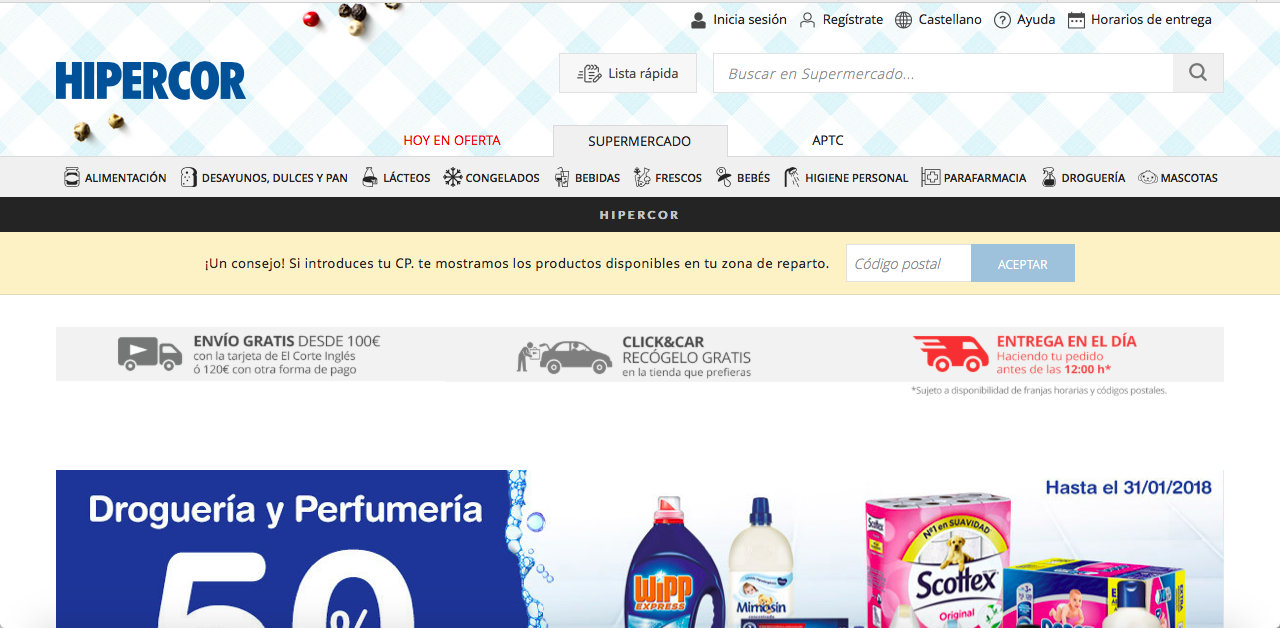 Inicia sesión Regístrate Castellano Ayuda Horarios de entrega
HIPERCOR
Lista rápida
Buscar en Supermercado...
HOY EN OFERTA SUPERMERCADO APTC
ALIMENTACIÓN DESAYUNOS, DULCES Y PAN LÁCTEOS CONGELADOS BEBIDAS FRESCOS BEBÉS HIGIENE PERSONAL PARAFARMACIA DROGUERÍA MASCOTAS
HIPERCOR
¡Un consejo! Si introduces tu CP. te mostramos los productos disponibles en tu zona de reparto. Código postal ACEPTAR
ENVÍO GRATIS DESDE 100€
con la tarjeta de El Corte Inglés
ó 120€ con otra forma de pago
CLICK&CAR
RECÓGELO GRATIS
en la tienda que prefieras
ENTREGA EN EL DÍA
Haciendo tu pedido
antes de las 12:00 h*
*Sujeto a disponibilidad de franjas horarias y códigos postales.
Droguería y Perfumería
50%
Hasta el 31/01/2018
WiPP
EXPRESS
Mimosín
Scottex
Nº1 en SUAVIDAD
Scottex
Original